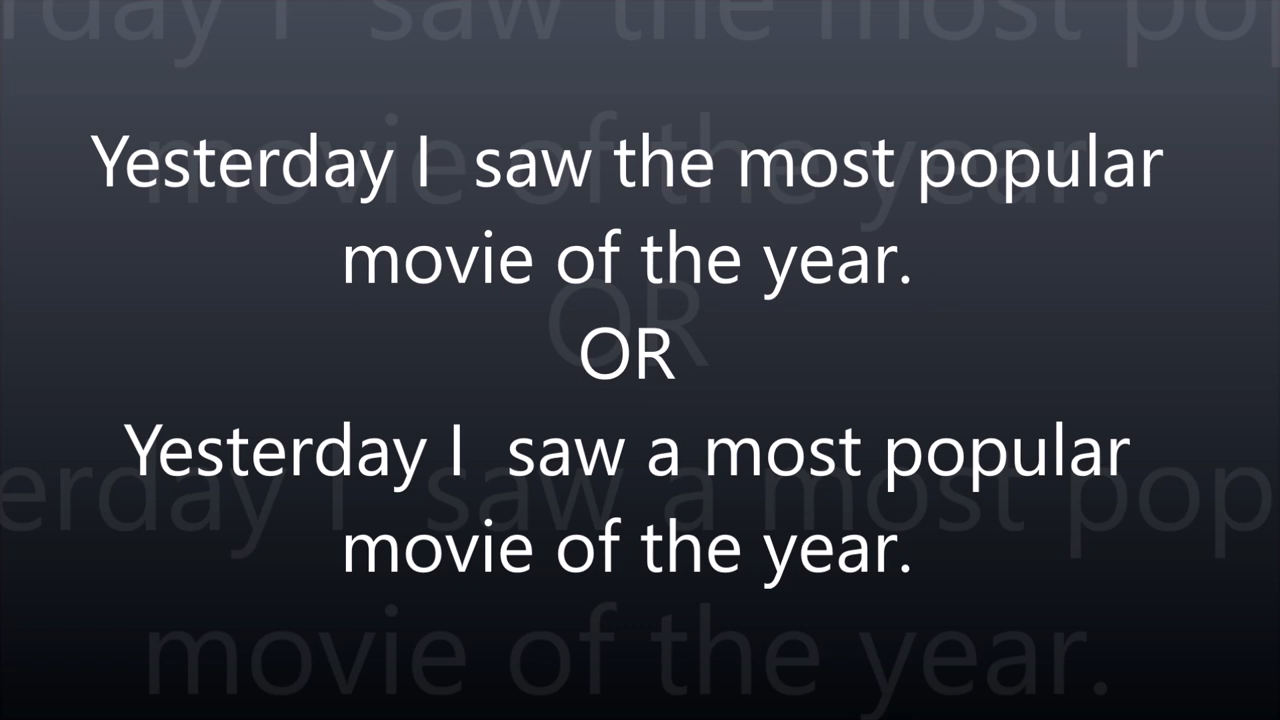 Yesterday I  saw the most popular
movie of the year.
OR
Yesterday I  saw a most popular
movie of the year.